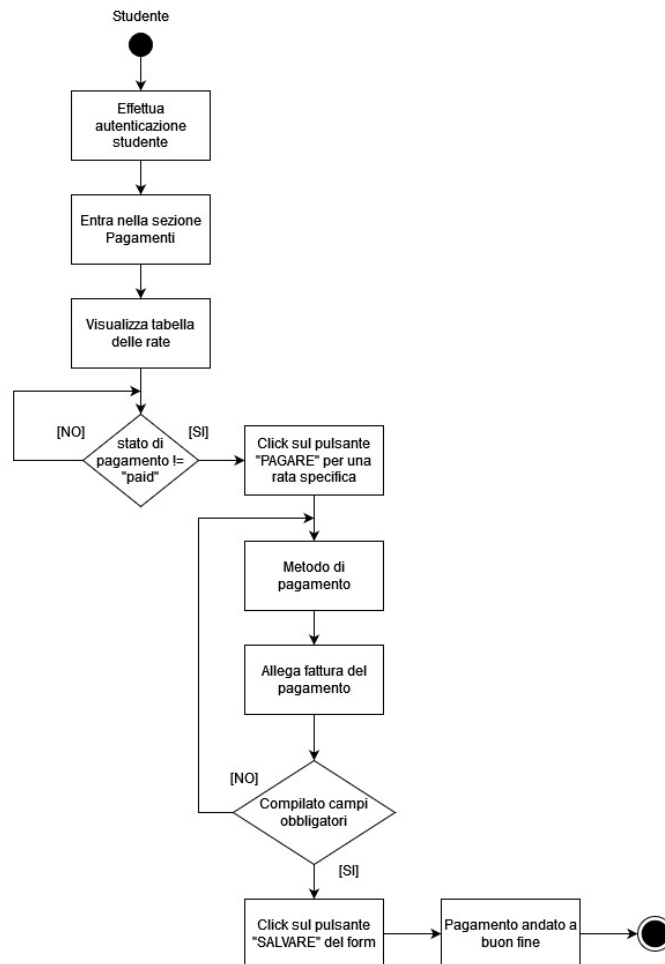 Studente
Effettua
autenticazione
studente
Entra nella sezione
Pagamenti
Visualizza tabella
delle rate
[NO]
[SI]
stato di
pagamento !=
"paid"
Click sul pulsante
"PAGARE" per una
rata specifica
Metodo di
pagamento
Allega fattura del
pagamento
[NO]
Compilato campi
obbligatori
[SI]
Click sul pulsante
"SALVARE" del form
Pagamento andato a
buon fine